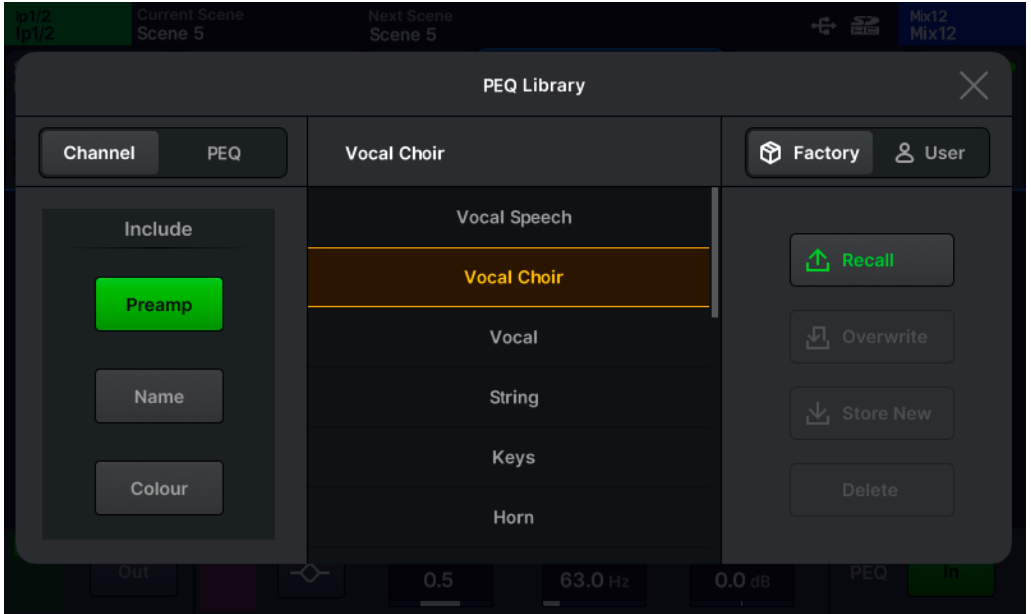 Ip1/2
Ip1/2
Current Scene
Scene 5
Next Scene
Scene 5
Mix12
Mix12
PEQ Library
Channel
PEQ
Vocal Choir
Factory
User
Include
Preamp
Name
Colour
Vocal Speech
Vocal Choir
Vocal
String
Keys
Horn
Recall
Overwrite
Store New
Delete
Out
0.5
63.0 Hz
0.0 dB
PEQ
In